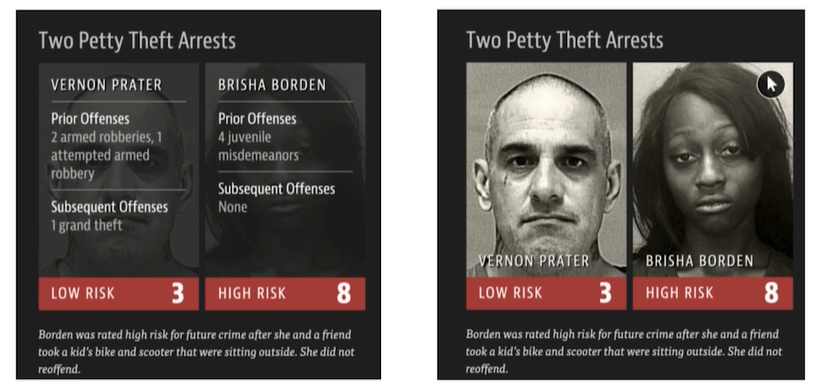 Two Petty Theft Arrests
VERNON PRATER
Prior Offenses
2 armed robberies, 1
attempted armed
robbery
Subsequent Offenses
1 grand theft
LOW RISK 3
BRISHA BORDEN
Prior Offenses
4 juvenile
misdemeanors
Subsequent Offenses
None
HIGH RISK 8
Borden was rated high risk for future crime after she and a friend
took a kid's bike and scooter that were sitting outside. She did not
reoffend.
Two Petty Theft Arrests
VERNON PRATER
LOW RISK 3
BRISHA BORDEN
HIGH RISK 8
Borden was rated high risk for future crime after she and a friend
took a kid's bike and scooter that were sitting outside. She did not
reoffend.